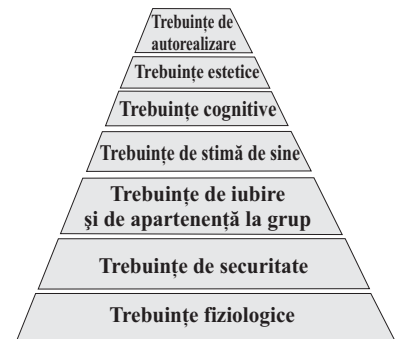 Trebuințe de
autorealizare
Trebuințe estetice
Trebuințe cognitive
Trebuințe de stimă de sine
Trebuințe de iubire
şi de apartenență la grup
Trebuințe de securitate
Trebuințe fiziologice